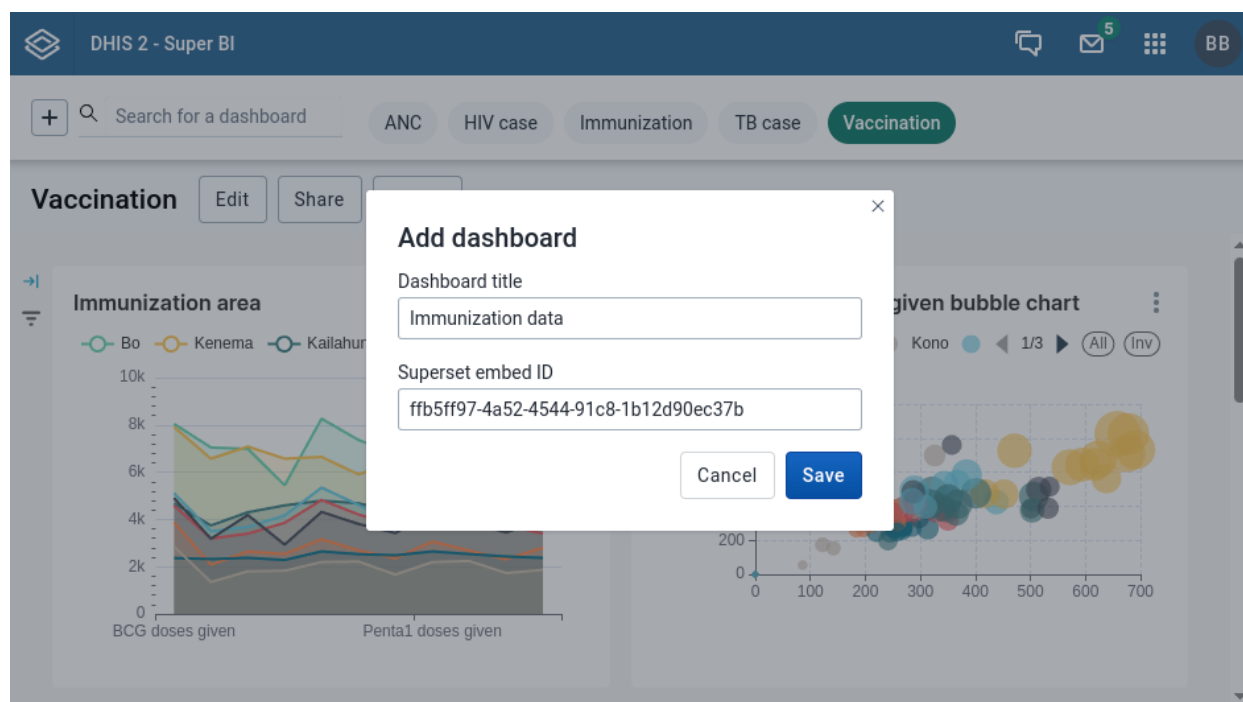 DHIS 2 - Super BI
5
BB
+
Search for a dashboard
ANC
HIV case
Immunization
TB case
Vaccination
Vaccination
Edit
Share
Add dashboard
Dashboard title
Immunization data
Superset embed ID
ffb5ff97-4a52-4544-91c8-1b12d90ec37b
Cancel
Save
Immunization area
Bo Kenema
10k
8k
6k
4k
2k
0
BCG doses given Penta1 doses given
given bubble chart
Kono 1/3 All Inv
200
0
0 100 200 300 400 500 600 700